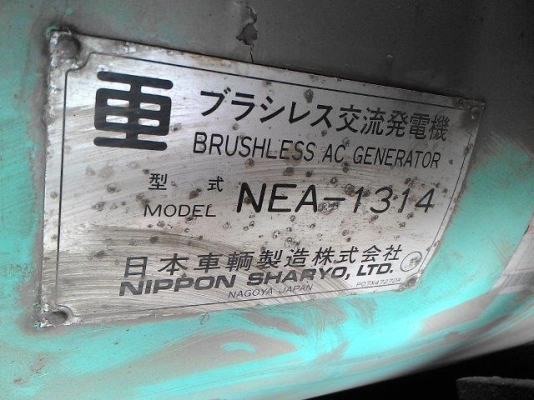 車
ブラシレス交流発電機
BRUSHLESS AC GENERATOR
型式
MODEL NEA-1314
日本車輌製造株式会社
NIPPON SHARYO, LTD.
NAGOYA JAPAN